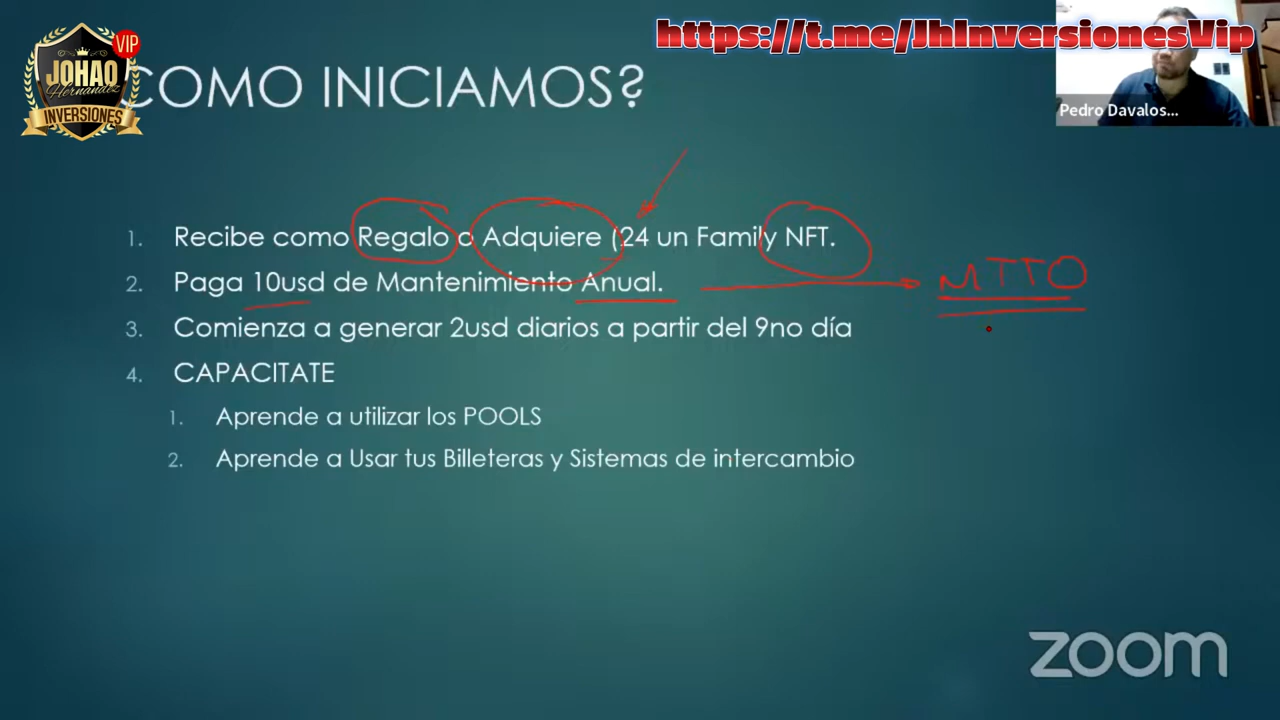 https://t.me/JhInversionesVip
VIP
JOHAO
Hernandez
INVERSIONES
COMO INICIAMOS?
Pedro Davalos...
1. Recibe como Regalo o Adquiere (24 un Family NFT.
2. Paga 10usd de Mantenimiento Anual.
MTTO
3. Comienza a generar 2usd diarios a partir del 9no día
4. CAPACITATE
1. Aprende a utilizar los POOLS
2. Aprende a Usar tus Billeteras y Sistemas de intercambio
zoom